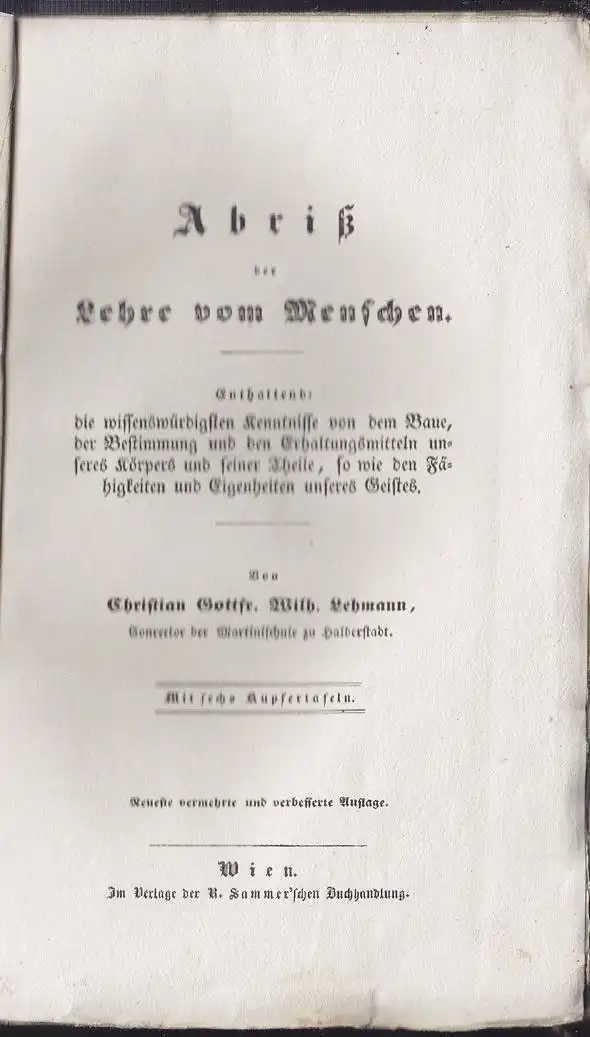 Abriß
der
Lehre vom Menschen.
Enthaltend:
die wissenswürdigsten Kenntnisse von dem Baue,
der Bestimmung und den Erhaltungsmitteln un-
seres Körpers und seiner Theile, so wie den Fä-
higkeiten und Eigenheiten unseres Geistes.
Von
Christian Gottfr. Wilh. Lehmann,
Conrector der Martinischule zu Halberstadt.
Mit sechs Kupfertafeln.
Neueste vermehrte und verbesserte Auflage.
Wien.
Im Verlage der R. Sammer'schen Buchhandlung.